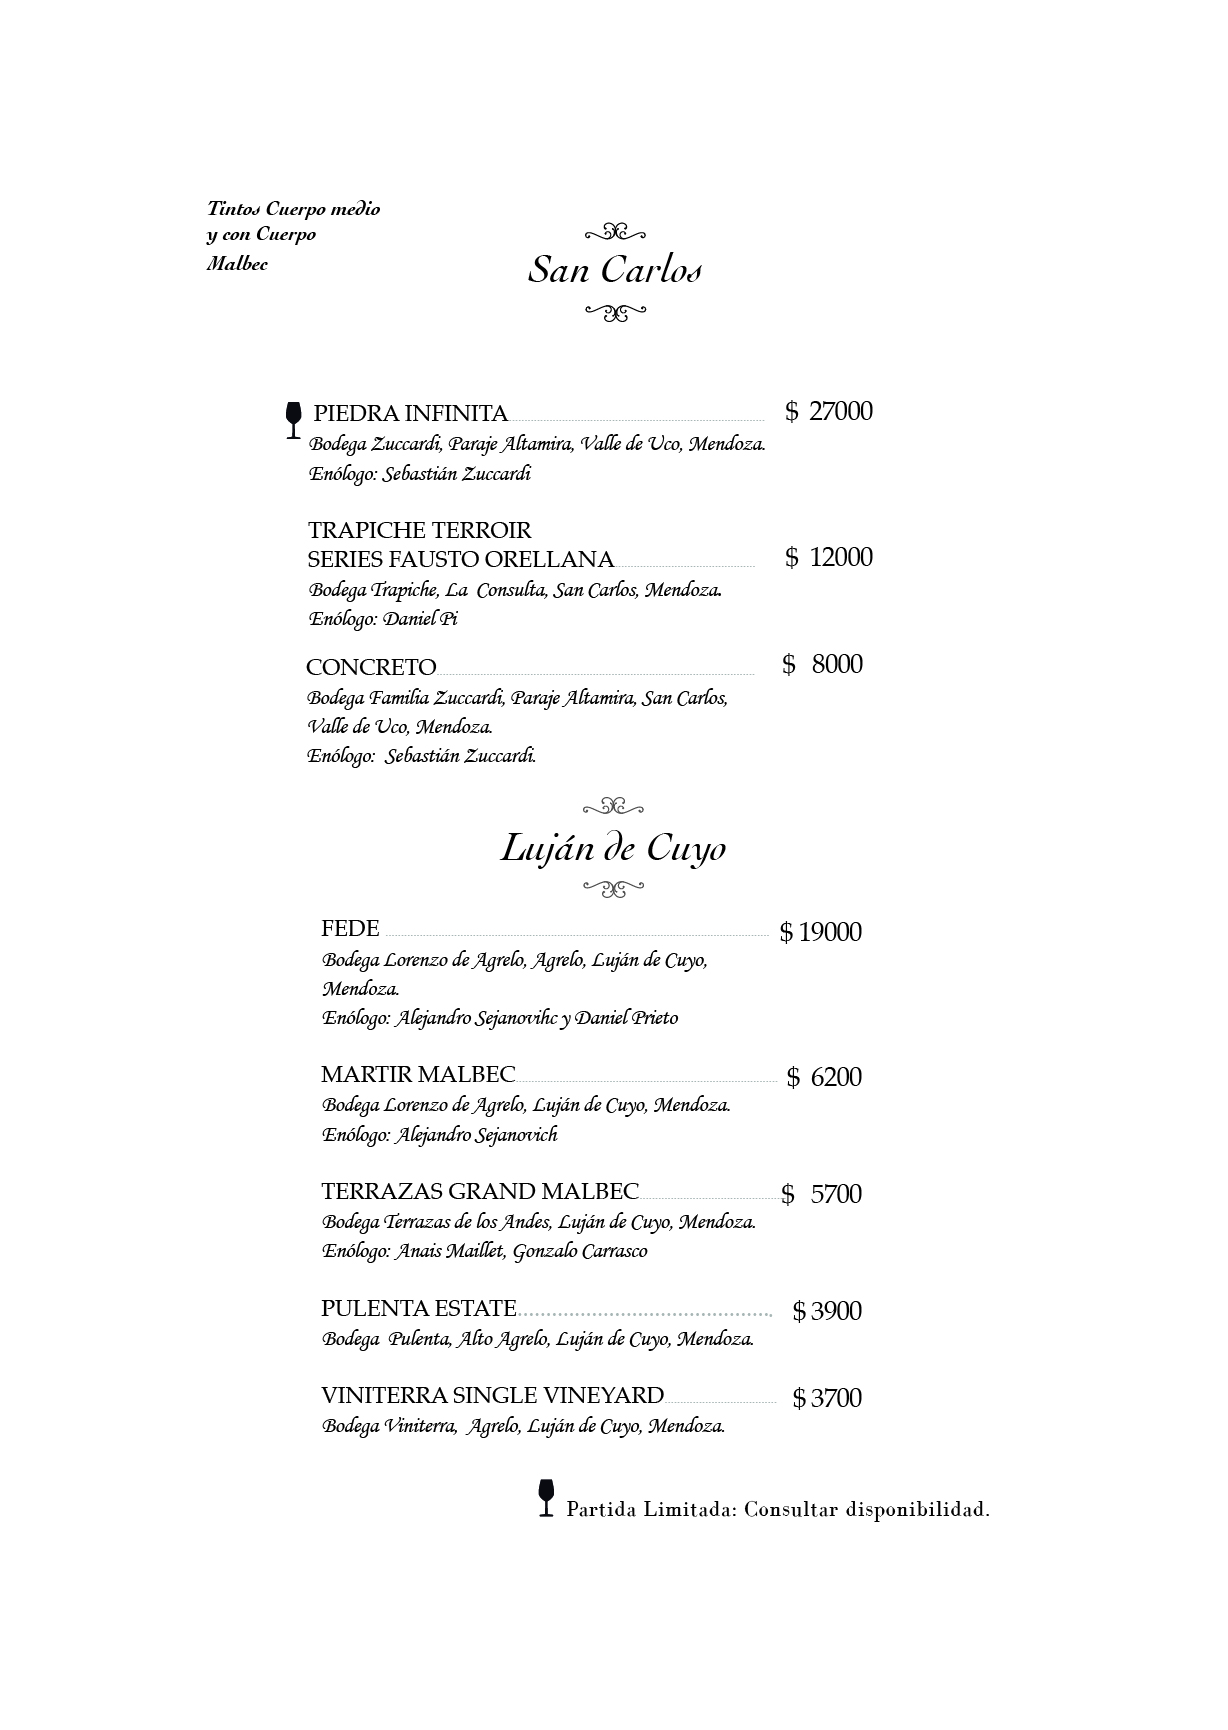 Tintos Cuerpo medio
y con Cuerpo
Malbec
San Carlos
PIEDRA INFINITA $ 27000
Bodega Zuccardi, Paraje Altamira, Valle de Uco, Mendoza.
Enólogo: Sebastián Zuccardi
TRAPICHE TERROIR
SERIES FAUSTO ORELLANA $ 12000
Bodega Trapiche, La Consulta, San Carlos, Mendoza.
Enólogo: Daniel Pi
CONCRETO $ 8000
Bodega Familia Zuccardi, Paraje Altamira, San Carlos,
Valle de Uco, Mendoza.
Enólogo: Sebastián Zuccardi.
Luján de Cuyo
FEDE $ 19000
Bodega Lorenzo de Agrelo, Agrelo, Luján de Cuyo,
Mendoza.
Enólogo: Alejandro Sejanovihc y Daniel Prieto
MARTIR MALBEC $ 6200
Bodega Lorenzo de Agrelo, Luján de Cuyo, Mendoza.
Enólogo: Alejandro Sejanovich
TERRAZAS GRAND MALBEC $ 5700
Bodega Terrazas de los Andes, Luján de Cuyo, Mendoza.
Enólogo: Anais Maillet, Gonzalo Carrasco
PULENTA ESTATE $ 3900
Bodega Pulenta, Alto Agrelo, Luján de Cuyo, Mendoza.
VINITERRA SINGLE VINEYARD $ 3700
Bodega Viniterra, Agrelo, Luján de Cuyo, Mendoza.
Partida Limitada: Consultar disponibilidad.